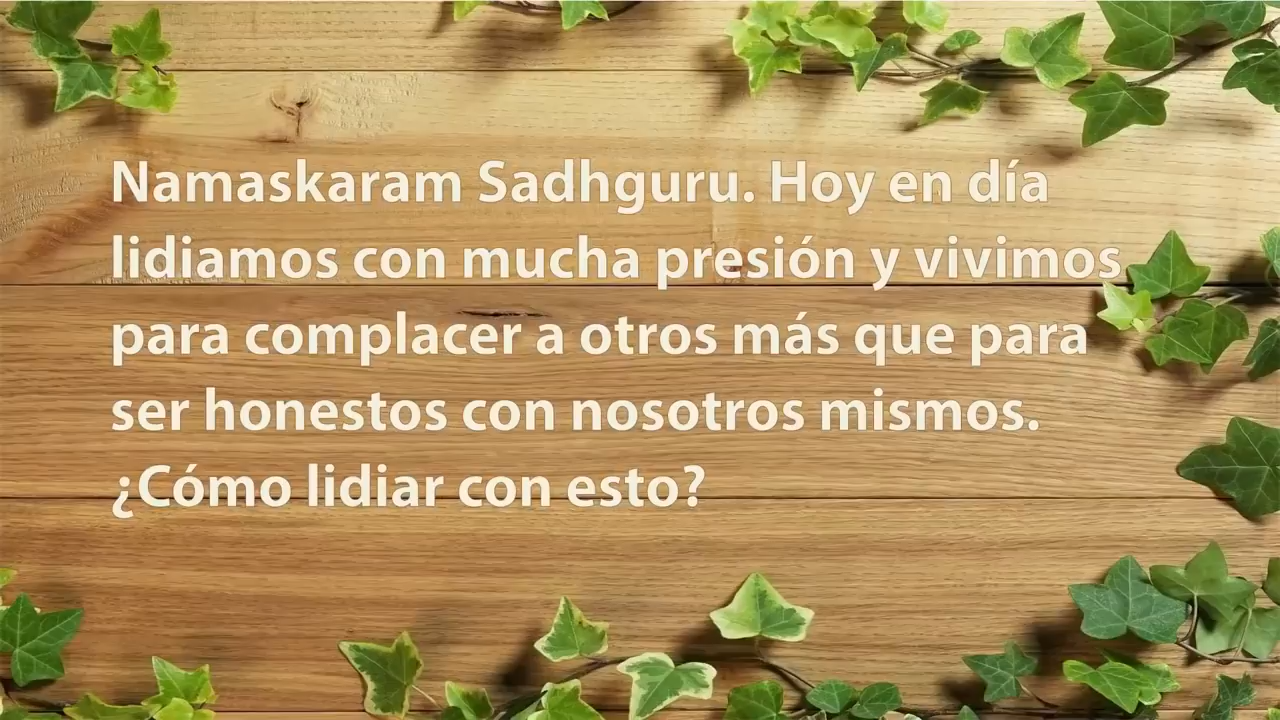 Namaskaram Sadhguru. Hoy en día
lidiamos con mucha presión y vivimos
para complacer a otros más que para
ser honestos con nosotros mismos.
¿Cómo lidiar con esto?